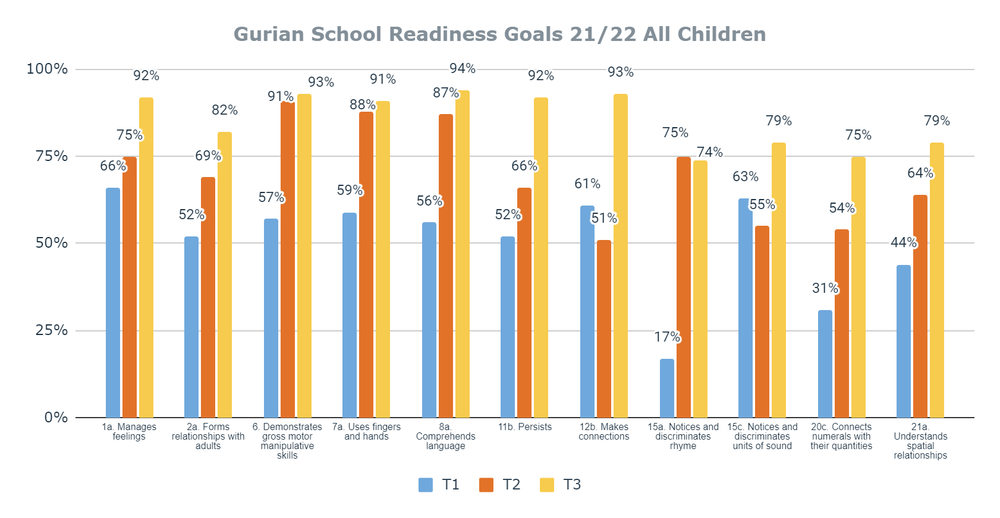 Gurian School Readiness Goals 21/22 All Children
100%
75%
50%
25%
0%
66%
75%
92%
52%
69%
82%
57%
91%
93%
59%
88%
91%
56%
87%
94%
52%
66%
92%
61%
51%
93%
17%
75%
74%
63%
55%
79%
31%
54%
75%
44%
64%
79%
1a. Manages
feelings
2a. Forms
relationships with
adults
6. Demonstrates
gross motor
manipulative
skills
7a. Uses fingers
and hands
8a.
Comprehends
language
11b. Persists
12b. Makes
connections
15a. Notices and
discriminates
rhyme
15c. Notices and
discriminates
units of sound
20c. Connects
numerals with
their quantities
21a.
Understands
spatial
relationships
T1 T2 T3